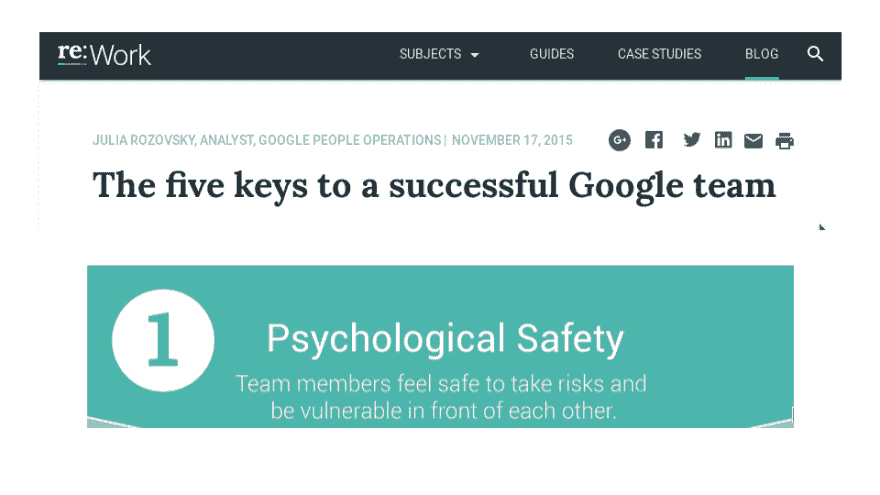 re:Work SUBJECTS GUIDES CASE STUDIES BLOG
JULIA ROZOVSKY, ANALYST, GOOGLE PEOPLE OPERATIONS | NOVEMBER 17, 2015 G+
The five keys to a successful Google team
1
Psychological Safety
Team members feel safe to take risks and
be vulnerable in front of each other.